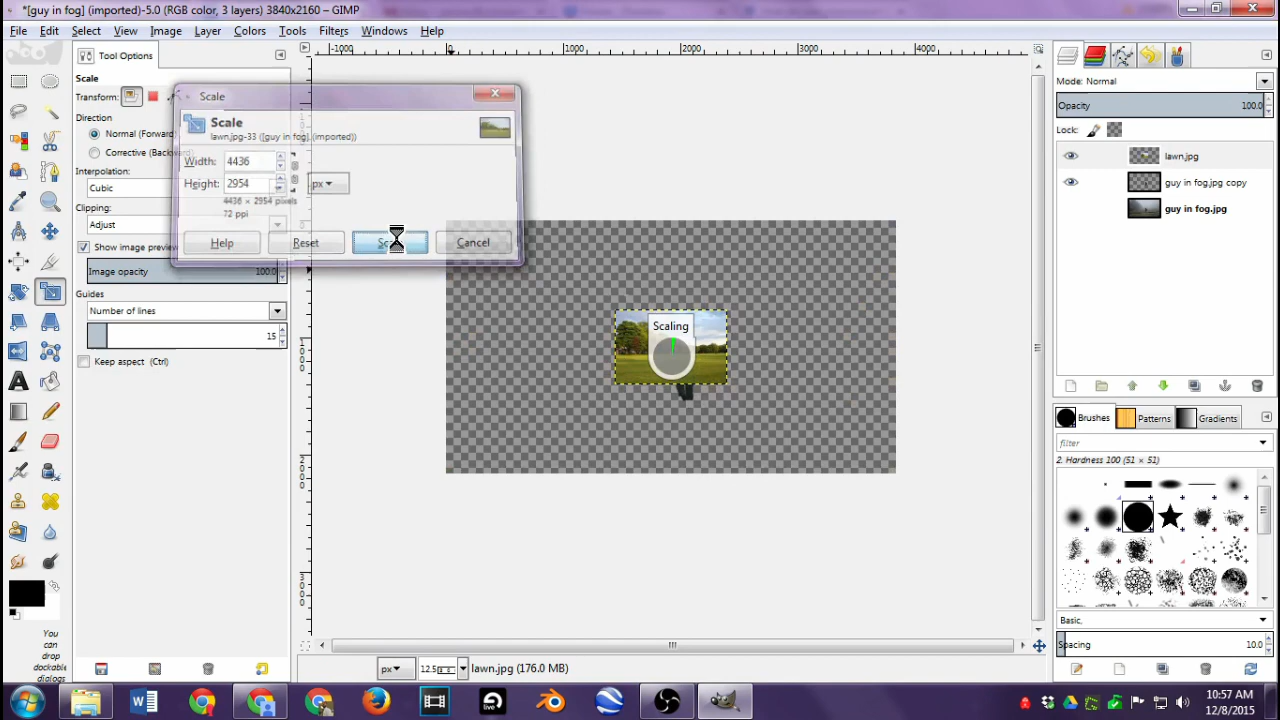 *[guy in fog] (imported)-5.0 (RGB color, 3 layers) 3840x2160 – GIMP
File Edit Select View Image Layer Colors Tools Filters Windows Help
Tool Options
Scale
Transform:
Direction
Normal (Forward
Corrective (Backw
Interpolation:
Cubic
Clipping:
Adjust
Show image preview
Image opacity 100.0
Guides
Number of lines
15
Keep aspect (Ctrl)
You
can
drop
dockable
dialogs
-1000 0 1000 2000 3000 4000
Scale
Scale
lawn.jpg-33 ([guy in fog] (imported))
Width: 4436
Height: 2954 px
4436 × 2954 pixels
72 ppi
Help Reset Cancel
Scaling
px 12.5 lawn.jpg (176.0 MB)
Mode: Normal
Opacity 100.0
Lock:
lawn.jpg
guy in fog.jpg copy
guy in fog.jpg
Brushes Patterns Gradients
filter
2. Hardness 100 (51 × 51)
Basic,
Spacing 10.0
live
10:57 AM
12/8/2015